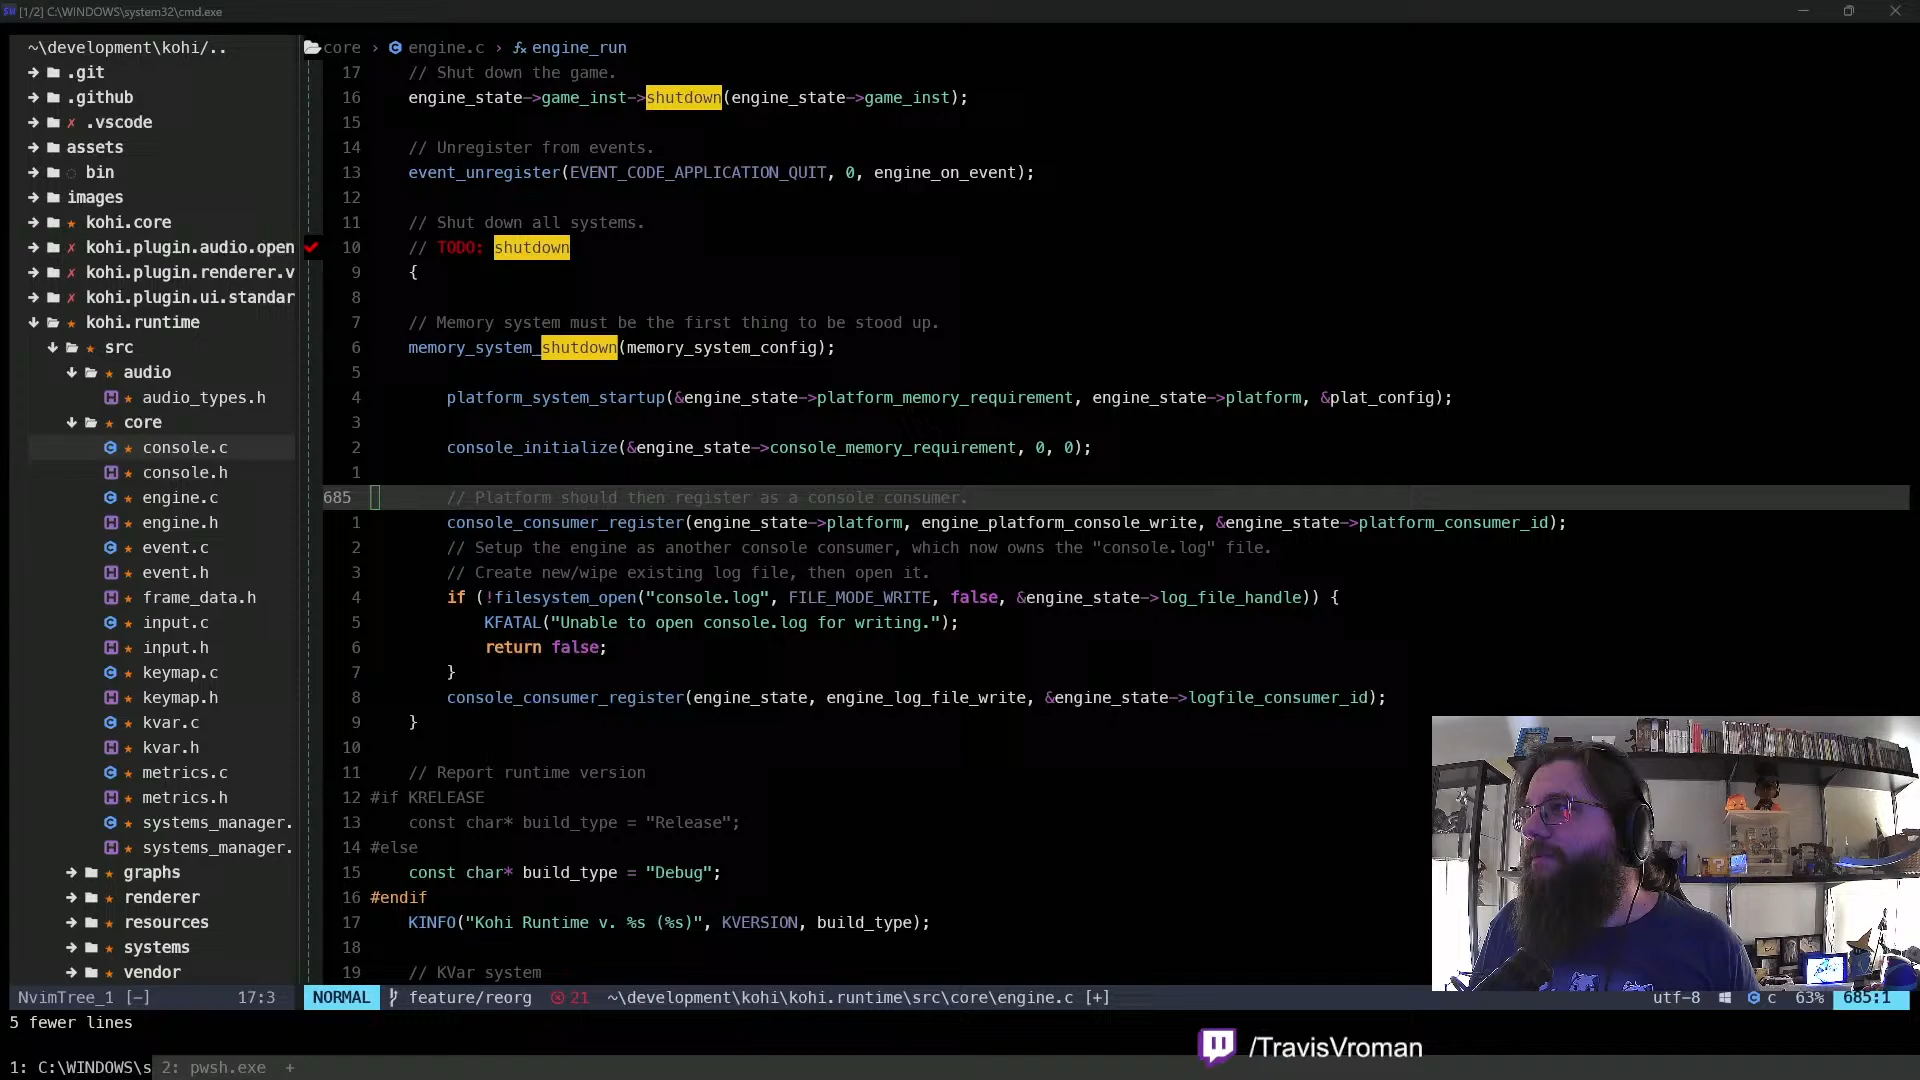 [1/2] C:\WINDOWS\system32\cmd.exe
~\development\kohi/..
.git
.github
.vscode
assets
bin
images
kohi.core
kohi.plugin.audio.open
kohi.plugin.renderer.v
kohi.plugin.ui.standar
kohi.runtime
src
audio
audio_types.h
core
console.c
console.h
engine.c
engine.h
event.c
event.h
frame_data.h
input.c
input.h
keymap.c
keymap.h
kvar.c
kvar.h
metrics.c
metrics.h
systems_manager.
systems_manager.
graphs
renderer
resources
systems
vendor
NvimTree_1 [-] 17:3
core > engine.c > engine_run
17 // Shut down the game.
16 engine_state->game_inst->shutdown(engine_state->game_inst);
15
14 // Unregister from events.
13 event_unregister(EVENT_CODE_APPLICATION_QUIT, 0, engine_on_event);
12
11 // Shut down all systems.
10 // TODO: shutdown
9 {
8
7 // Memory system must be the first thing to be stood up.
6 memory_system_shutdown(memory_system_config);
5
4 platform_system_startup(&engine_state->platform_memory_requirement, engine_state->platform, &plat_config);
3
2 console_initialize(&engine_state->console_memory_requirement, 0, 0);
1
685 // Platform should then register as a console consumer.
1 console_consumer_register(engine_state->platform, engine_platform_console_write, &engine_state->platform_consumer_id);
2 // Setup the engine as another console consumer, which now owns the "console.log" file.
3 // Create new/wipe existing log file, then open it.
4 if (!filesystem_open("console.log", FILE_MODE_WRITE, false, &engine_state->log_file_handle)) {
5 KFATAL("Unable to open console.log for writing.");
6 return false;
7 }
8 console_consumer_register(engine_state, engine_log_file_write, &engine_state->logfile_consumer_id);
9 }
10
11 // Report runtime version
12 #if KRELEASE
13 const char* build_type = "Release";
14 #else
15 const char* build_type = "Debug";
16 #endif
17 KINFO("Kohi Runtime v. %s (%s)", KVERSION, build_type);
18
19 // KVar system
NORMAL feature/reorg 21 ~\development\kohi\kohi.runtime\src\core\engine.c [+] utf-8 c 63% 685:1
5 fewer lines
/TravisVroman
1: C:\WINDOWS\s 2: pwsh.exe +